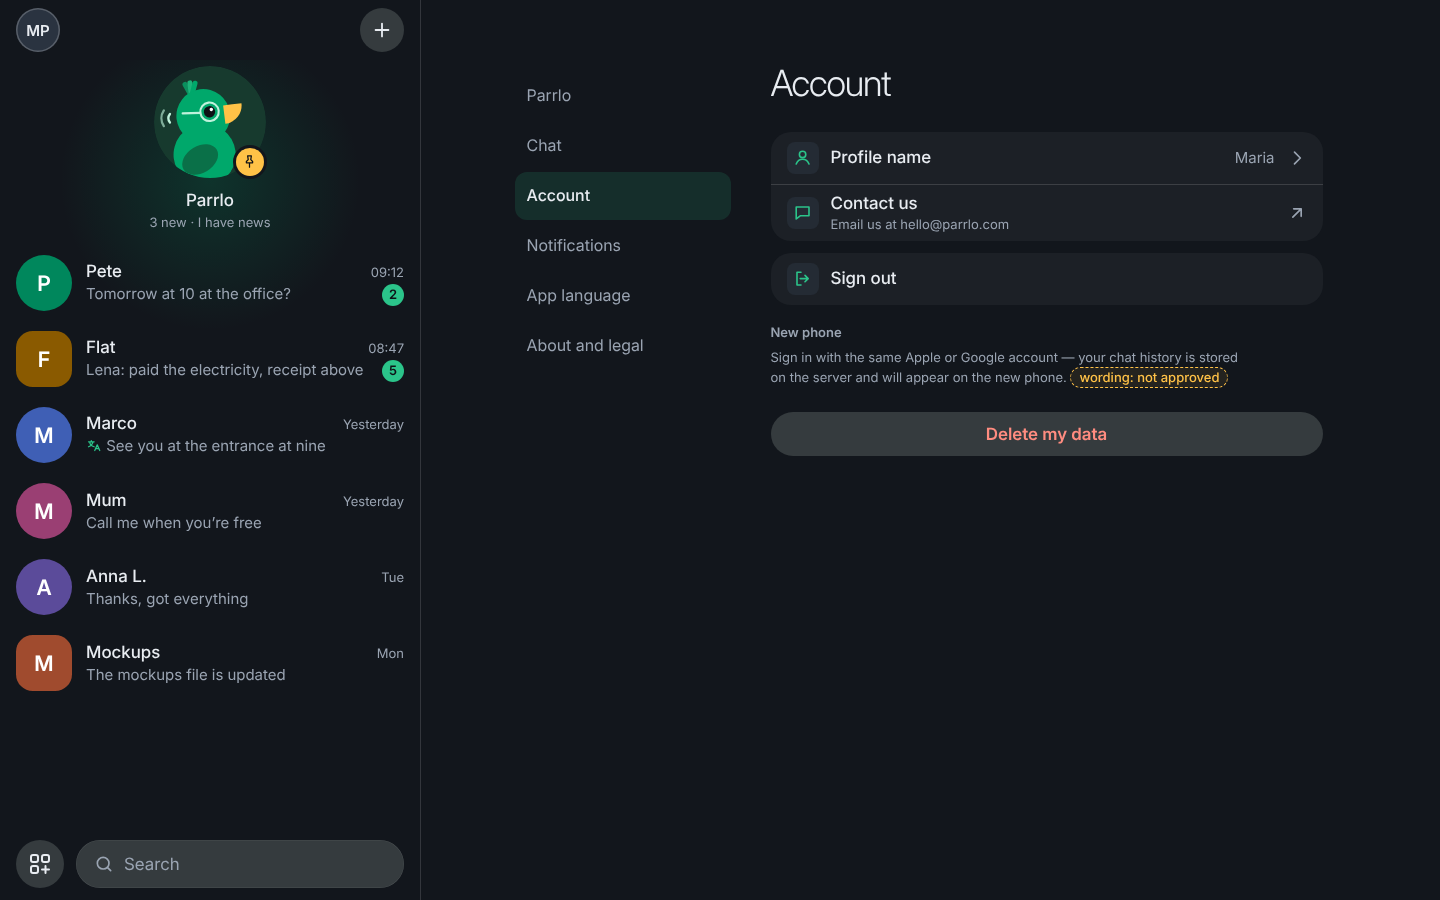 MP
Parrlo
3 new · I have news
P
Pete
09:12
Tomorrow at 10 at the office?
2
F
Flat
08:47
Lena: paid the electricity, receipt above
5
M
Marco
Yesterday
See you at the entrance at nine
M
Mum
Yesterday
Call me when you’re free
A
Anna L.
Tue
Thanks, got everything
M
Mockups
Mon
The mockups file is updated
Search
Parrlo
Chat
Account
Notifications
App language
About and legal
Account
Profile name
Maria
Contact us
Email us at hello@parrlo.com
Sign out
New phone
Sign in with the same Apple or Google account — your chat history is stored
on the server and will appear on the new phone. wording: not approved
Delete my data